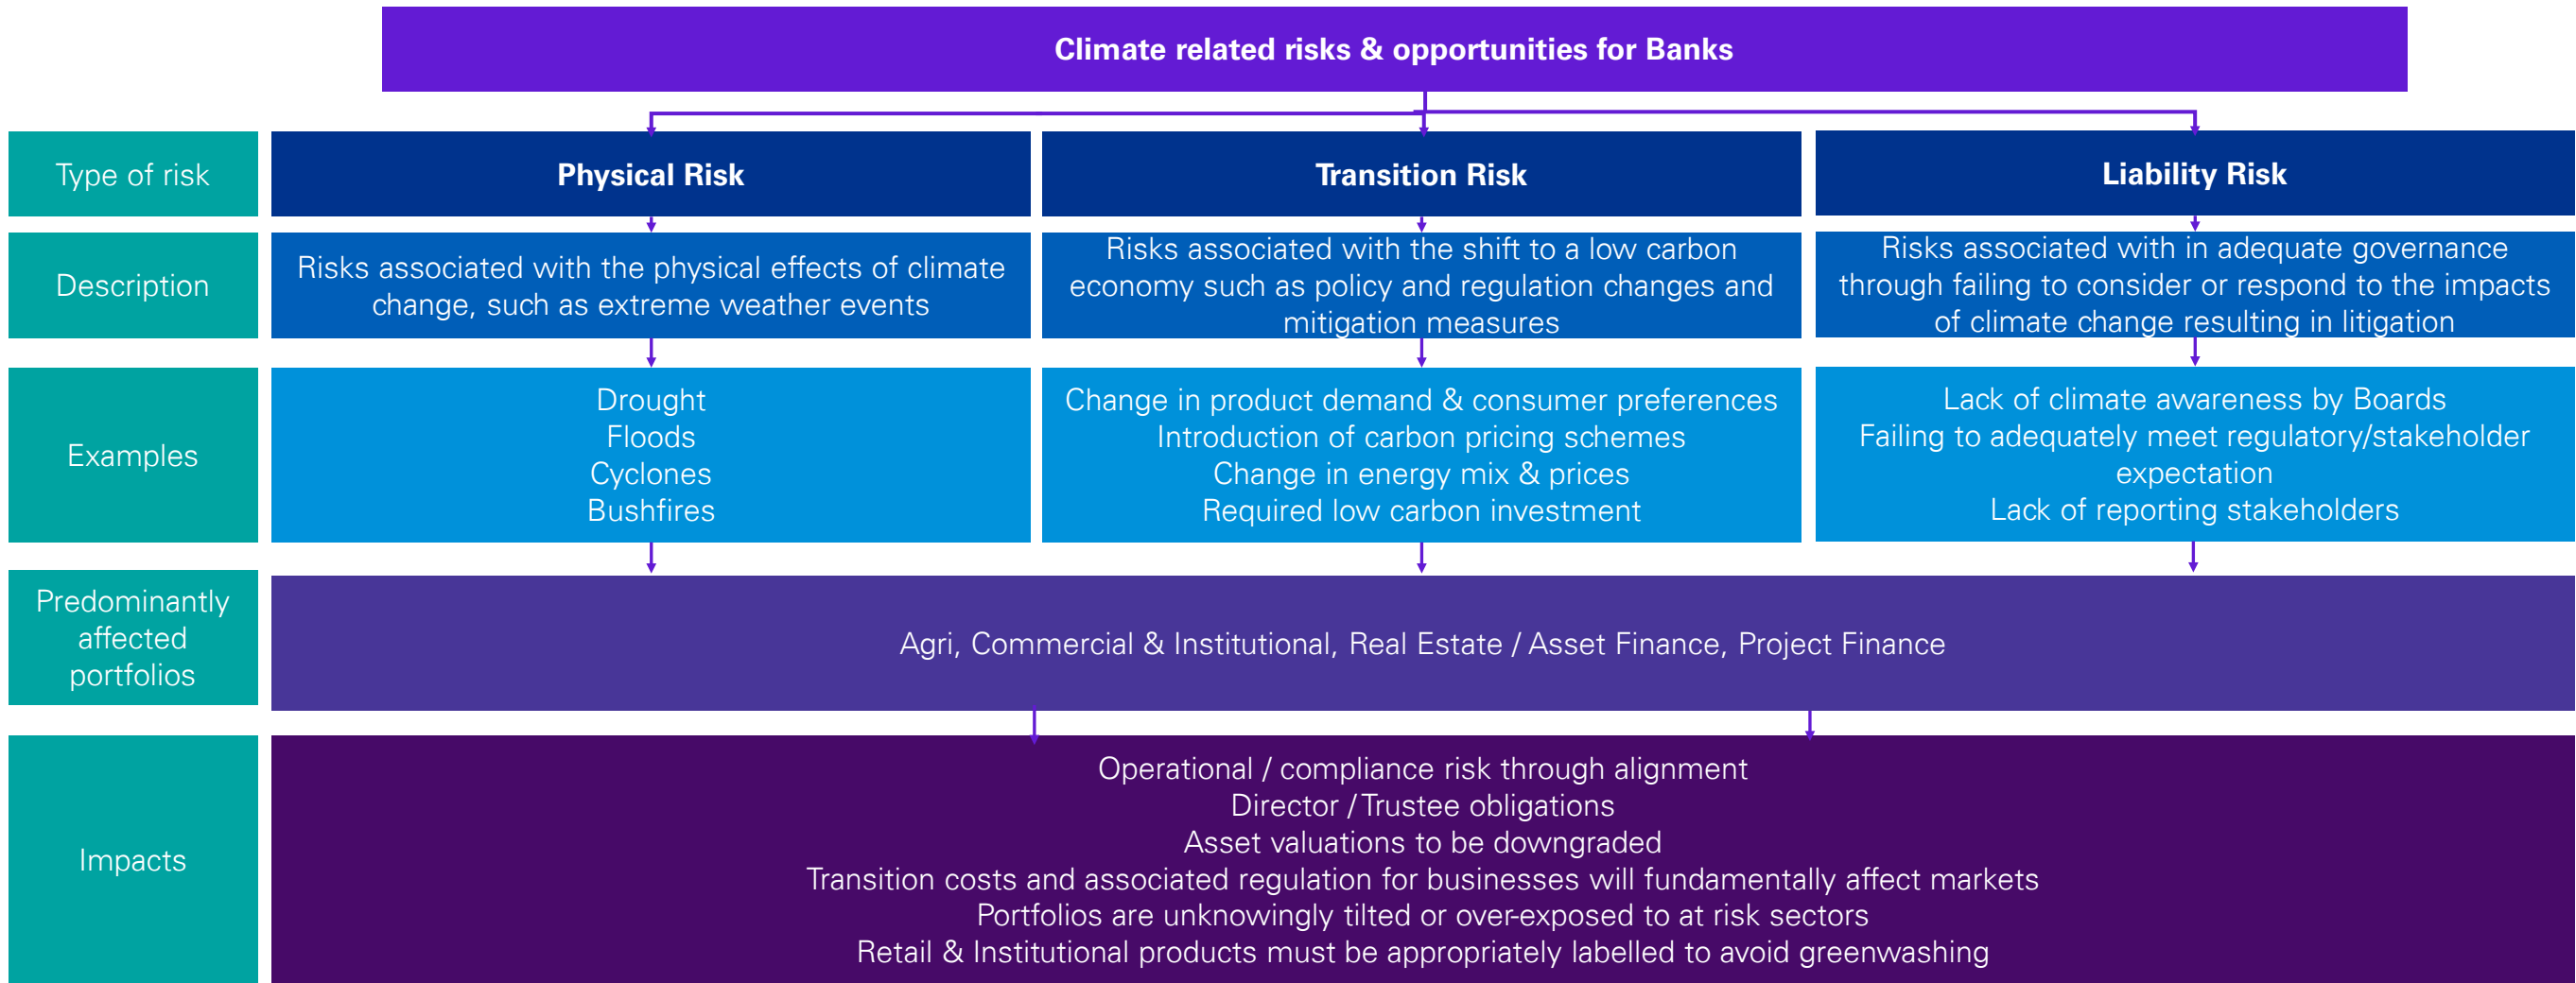 Climate related risks & opportunities for Banks
Type of risk
Physical Risk
Transition Risk
Liability Risk
Description
Risks associated with the physical effects of climate
change, such as extreme weather events
Risks associated with the shift to a low carbon
economy such as policy and regulation changes and
mitigation measures
Risks associated with in adequate governance
through failing to consider or respond to the impacts
of climate change resulting in litigation
Examples
Drought
Floods
Cyclones
Bushfires
Change in product demand & consumer preferences
Introduction of carbon pricing schemes
Change in energy mix & prices
Required low carbon investment
Lack of climate awareness by Boards
Failing to adequately meet regulatory/stakeholder
expectation
Lack of reporting stakeholders
Predominantly
affected
portfolios
Agri, Commercial & Institutional, Real Estate / Asset Finance, Project Finance
Impacts
Operational / compliance risk through alignment
Director / Trustee obligations
Asset valuations to be downgraded
Transition costs and associated regulation for businesses will fundamentally affect markets
Portfolios are unknowingly tilted or over-exposed to at risk sectors
Retail & Institutional products must be appropriately labelled to avoid greenwashing